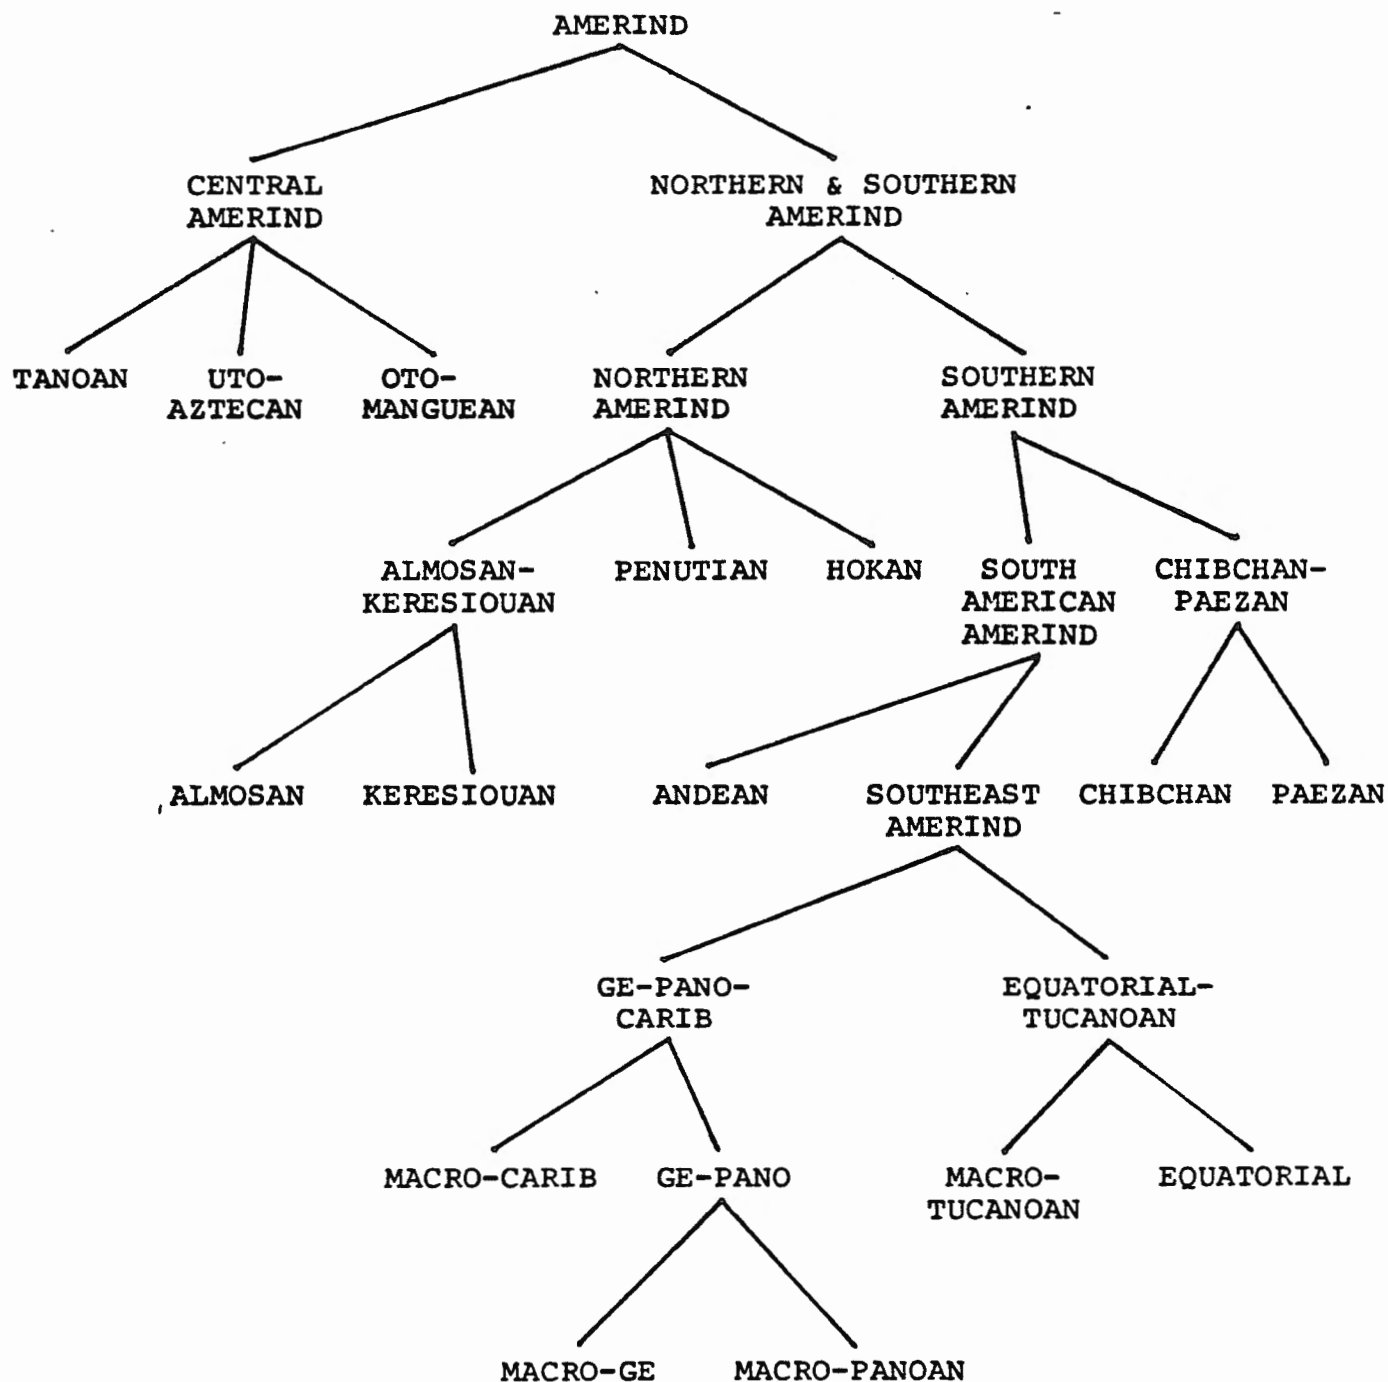 AMERIND
CENTRAL
AMERIND
NORTHERN & SOUTHERN
AMERIND
TANOAN
UTO-
AZTECAN
OTO-
MANGUEAN
NORTHERN
AMERIND
SOUTHERN
AMERIND
ALMOSAN-
KERESIOUAN
PENUTIAN
HOKAN
SOUTH
AMERICAN
AMERIND
CHIBCHAN-
PAEZAN
ALMOSAN
KERESIOUAN
ANDEAN
SOUTHEAST
AMERIND
CHIBCHAN
PAEZAN
GE-PANO-
CARIB
EQUATORIAL-
TUCANOAN
MACRO-CARIB
GE-PANO
MACRO-
TUCANOAN
EQUATORIAL
MACRO-GE
MACRO-PANOAN